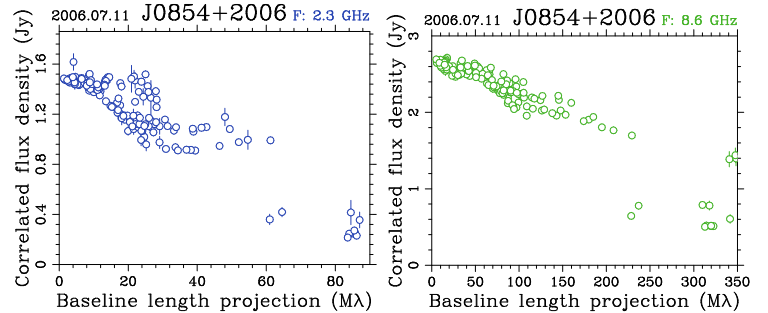 2006.07.11 J0854+2006 F: 2.3 GHz
Correlated flux density (Jy)
1.6
1.2
0.8
0.4
0
0 20 40 60 80
Baseline length projection (Mλ)
2006.07.11 J0854+2006 F: 8.6 GHz
Correlated flux density (Jy)
3
2
1
0
0 50 100 150 200 250 300 350
Baseline length projection (Mλ)